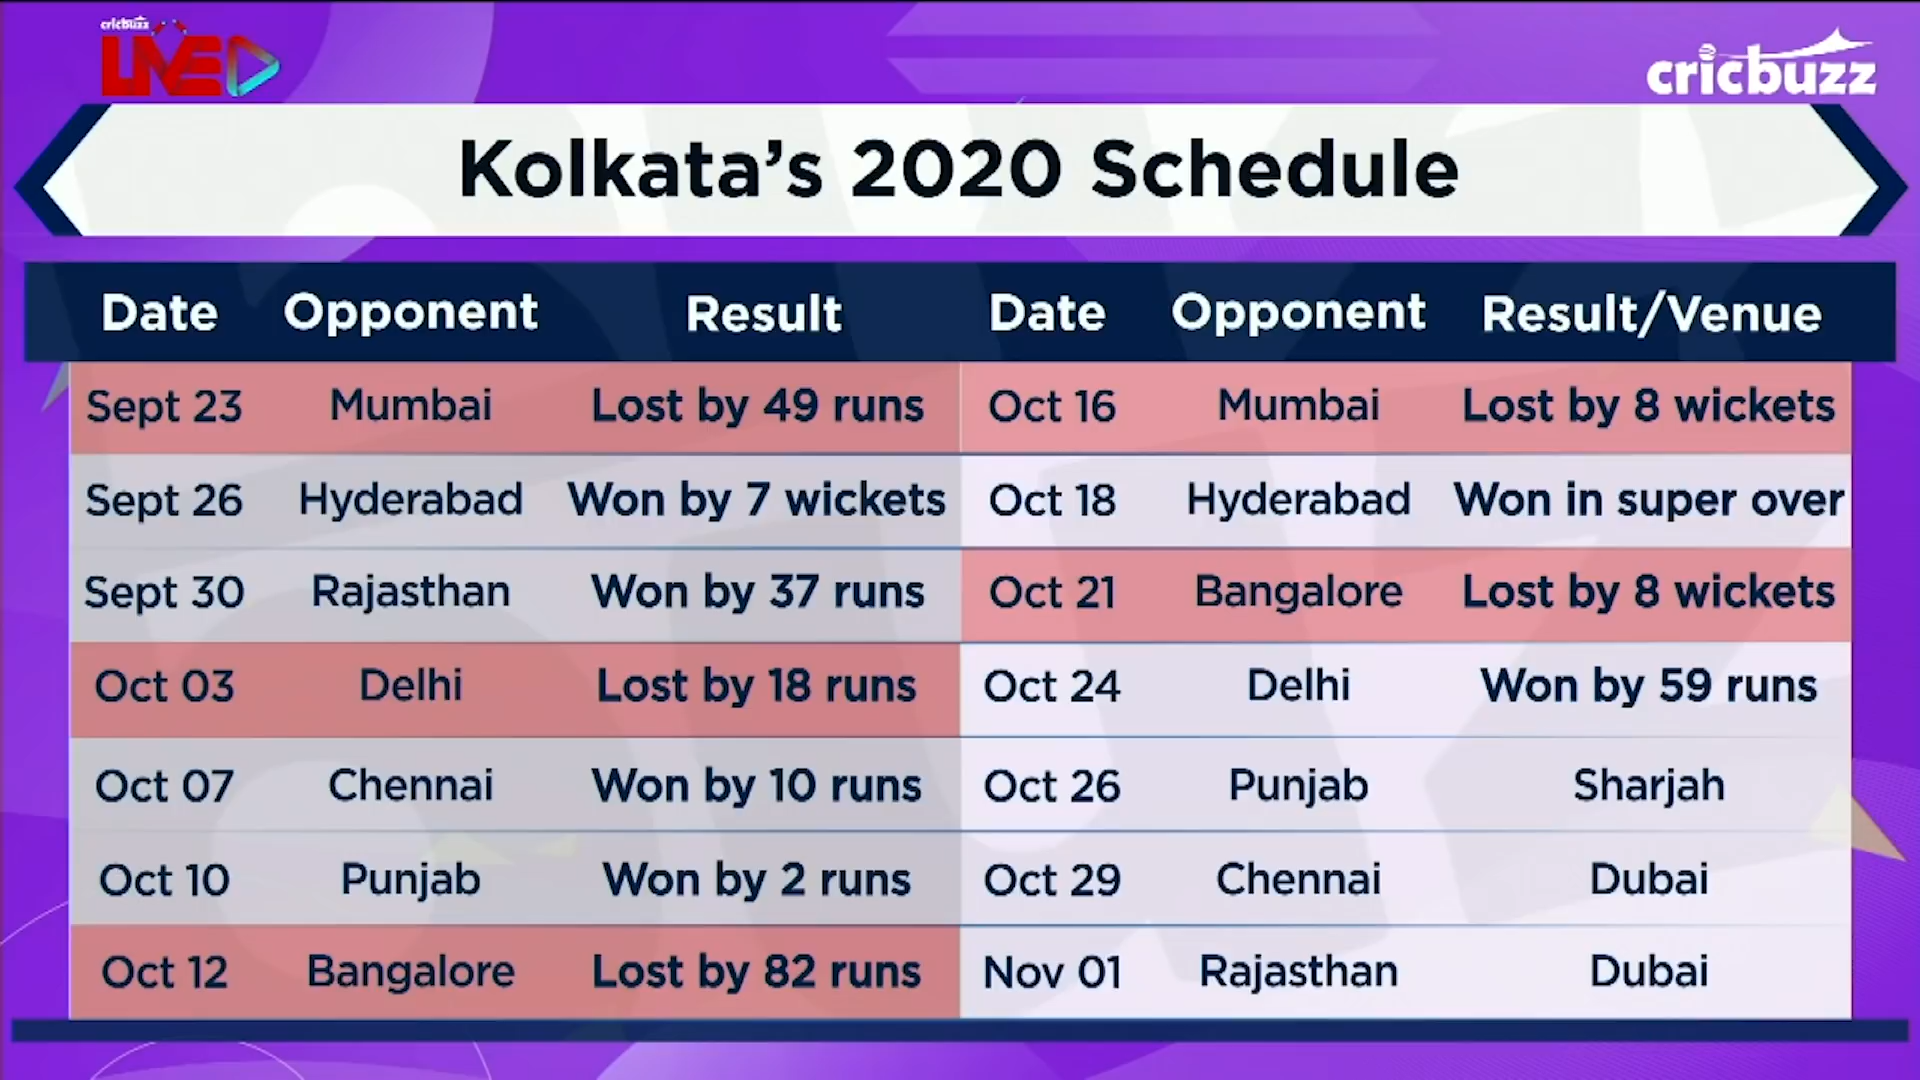 cricbuzz
LIVE
cricbuzz
Kolkata's 2020 Schedule
Date Opponent Result Date Opponent Result/Venue
Sept 23 Mumbai Lost by 49 runs Oct 16 Mumbai Lost by 8 wickets
Sept 26 Hyderabad Won by 7 wickets Oct 18 Hyderabad Won in super over
Sept 30 Rajasthan Won by 37 runs Oct 21 Bangalore Lost by 8 wickets
Oct 03 Delhi Lost by 18 runs Oct 24 Delhi Won by 59 runs
Oct 07 Chennai Won by 10 runs Oct 26 Punjab Sharjah
Oct 10 Punjab Won by 2 runs Oct 29 Chennai Dubai
Oct 12 Bangalore Lost by 82 runs Nov 01 Rajasthan Dubai